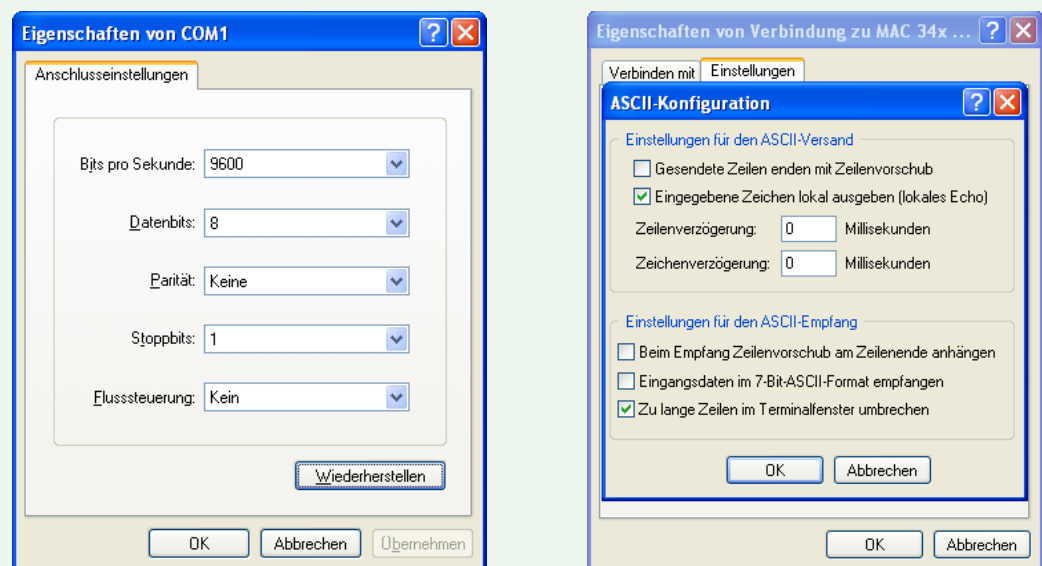 Eigenschaften von COM1
Anschlusseinstellungen
Bits pro Sekunde: 9600
Datenbits: 8
Parität: Keine
Stoppbits: 1
Flusssteuerung: Kein
Wiederherstellen
OK Abbrechen Übernehmen
Eigenschaften von Verbindung zu MAC 34x ...
Verbinden mit Einstellungen
ASCII-Konfiguration
Einstellungen für den ASCII-Versand
Gesendete Zeilen enden mit Zeilenvorschub
Eingegebene Zeichen lokal ausgeben (lokales Echo)
Zeilenverzögerung: 0 Millisekunden
Zeichenverzögerung: 0 Millisekunden
Einstellungen für den ASCII-Empfang
Beim Empfang Zeilenvorschub am Zeilenende anhängen
Eingangsdaten im 7-Bit-ASCII-Format empfangen
Zu lange Zeilen im Terminalfenster umbrechen
OK Abbrechen
OK Abbrechen